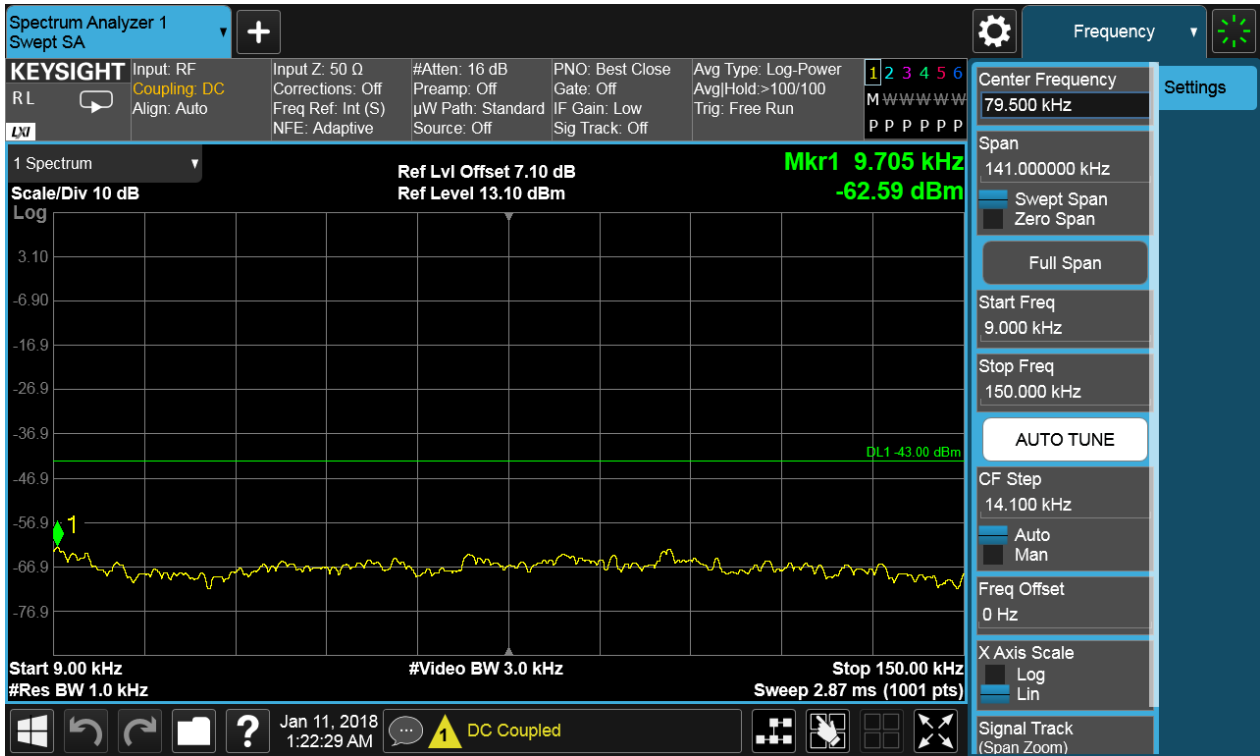 Spectrum Analyzer 1
Swept SA
Frequency
KEYSIGHT
RL
LXI
Input: RF
Coupling: DC
Align: Auto
Input Z: 50 Ω
Corrections: Off
Freq Ref: Int (S)
NFE: Adaptive
#Atten: 16 dB
Preamp: Off
µW Path: Standard
Source: Off
PNO: Best Close
Gate: Off
IF Gain: Low
Sig Track: Off
Avg Type: Log-Power
Avg|Hold:>100/100
Trig: Free Run
1 2 3 4 5 6
M W W W W W
P P P P P P
1 Spectrum
Scale/Div 10 dB
Ref Lvl Offset 7.10 dB
Ref Level 13.10 dBm
Mkr1 9.705 kHz
-62.59 dBm
Log
3.10
-6.90
-16.9
-26.9
-36.9
-46.9
-56.9
-66.9
-76.9
DL1 -43.00 dBm
1
Start 9.00 kHz
#Video BW 3.0 kHz
Stop 150.00 kHz
#Res BW 1.0 kHz
Sweep 2.87 ms (1001 pts)
Center Frequency
79.500 kHz
Span
141.000000 kHz
Swept Span
Zero Span
Full Span
Start Freq
9.000 kHz
Stop Freq
150.000 kHz
AUTO TUNE
CF Step
14.100 kHz
Auto
Man
Freq Offset
0 Hz
X Axis Scale
Log
Lin
Signal Track
(Span Zoom)
Settings
?
Jan 11, 2018
1:22:29 AM
1
DC Coupled